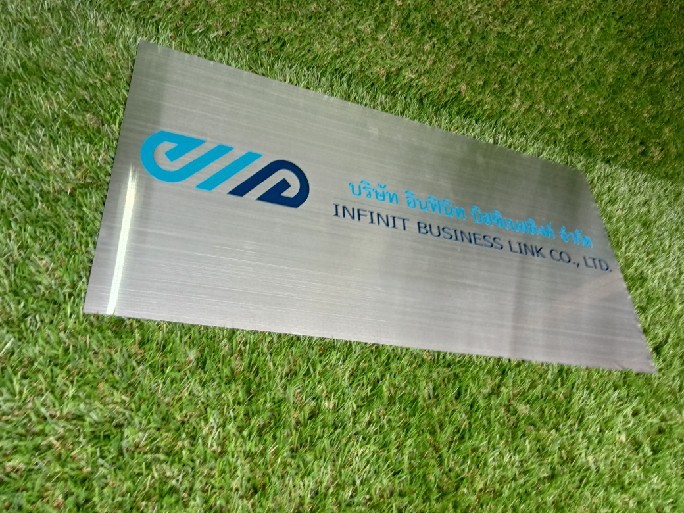 บริษัท อินฟินิท บิสซิเนสลิงค์ จำกัด
INFINIT BUSINESS LINK CO., LTD.